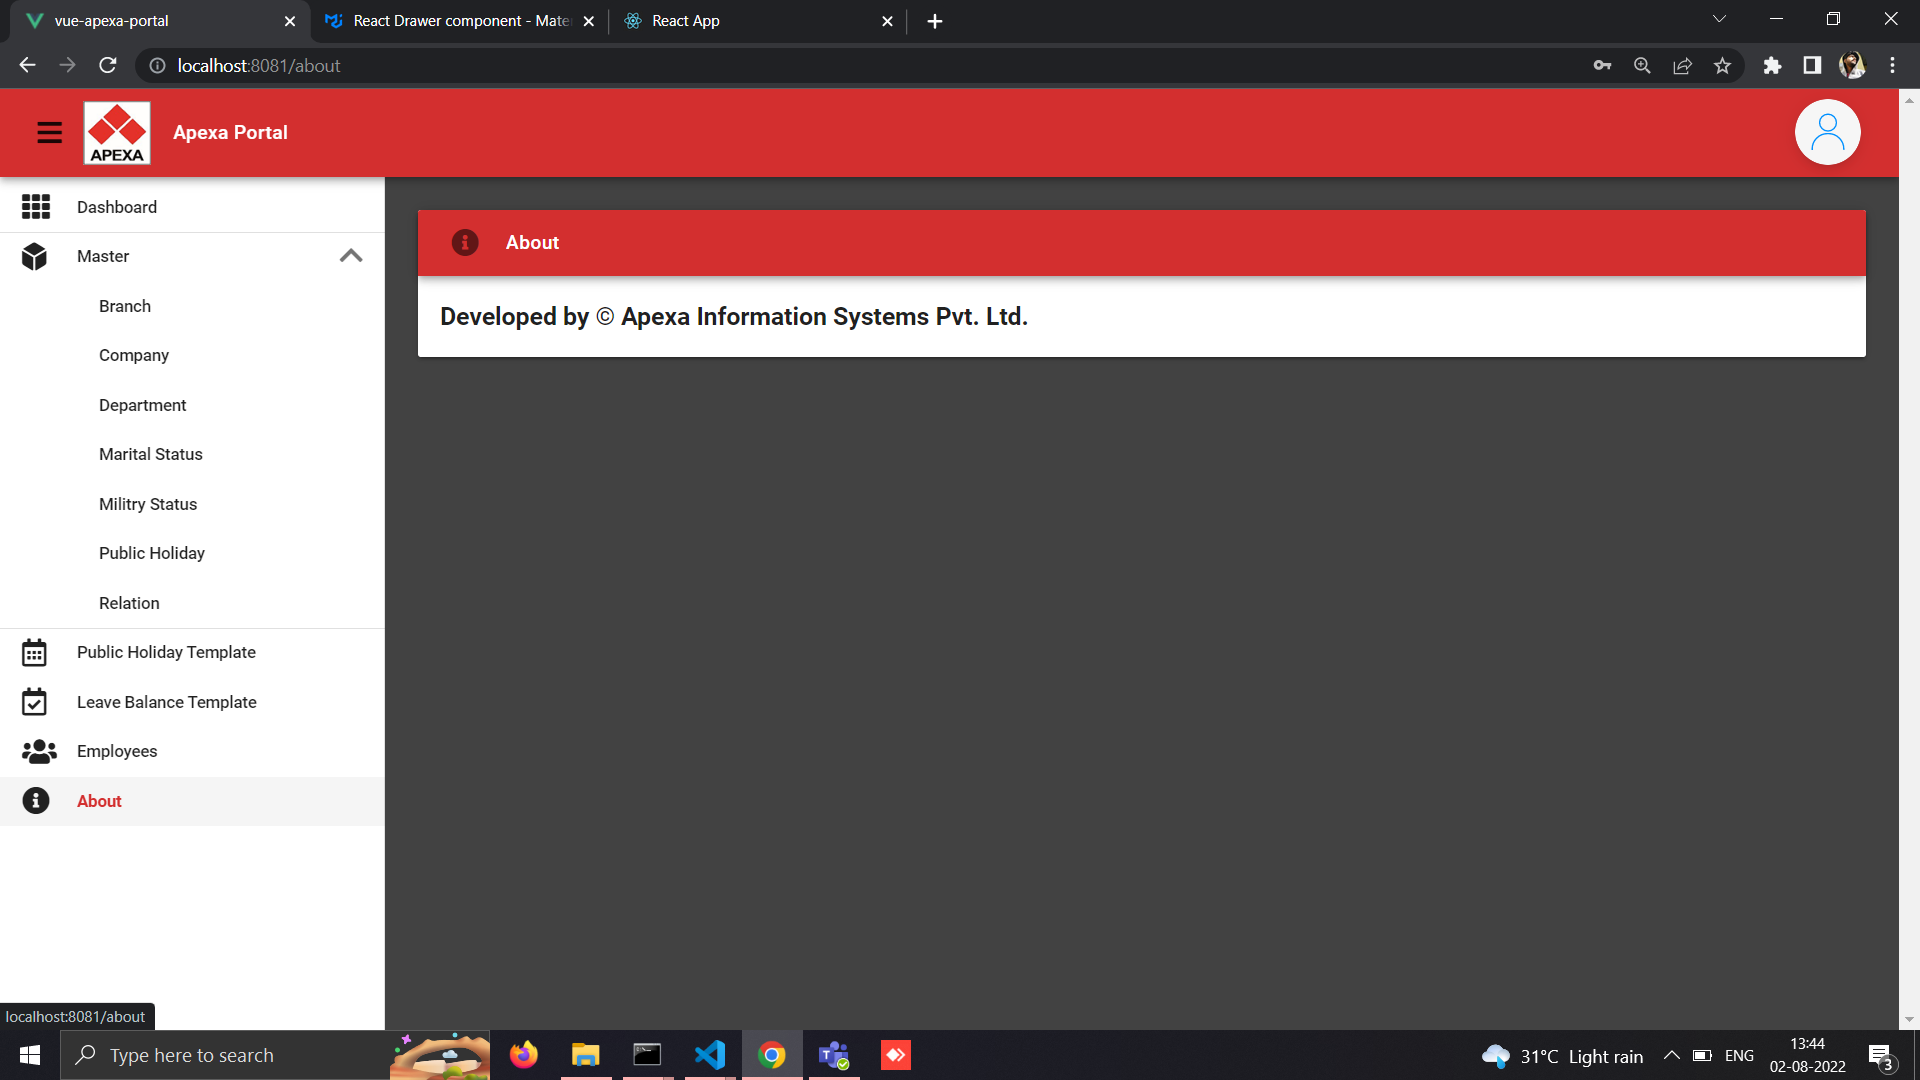 vue-apexa-portal
React Drawer component - Mate
React App
localhost:8081/about
APEXA
Apexa Portal
Dashboard
Master
Branch
Company
Department
Marital Status
Militry Status
Public Holiday
Relation
Public Holiday Template
Leave Balance Template
Employees
About
About
Developed by © Apexa Information Systems Pvt. Ltd.
localhost:8081/about
Type here to search
31°C Light rain
ENG
13:44
02-08-2022
3